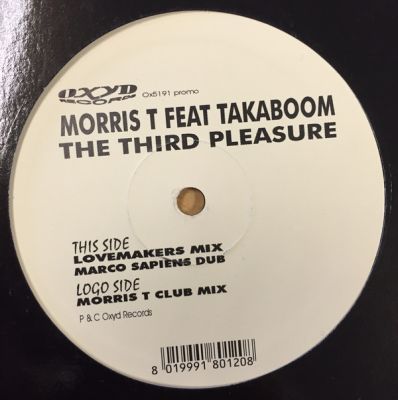 OXYD
RECORDS
Ox5191 promo
MORRIS T FEAT TAKABOOM
THE THIRD PLEASURE
THIS SIDE
LOVEMAKERS MIX
MARCO SAPIENS DUB
LOGO SIDE
MORRIS T CLUB MIX
P & C Oxyd Records
8 019991 801208